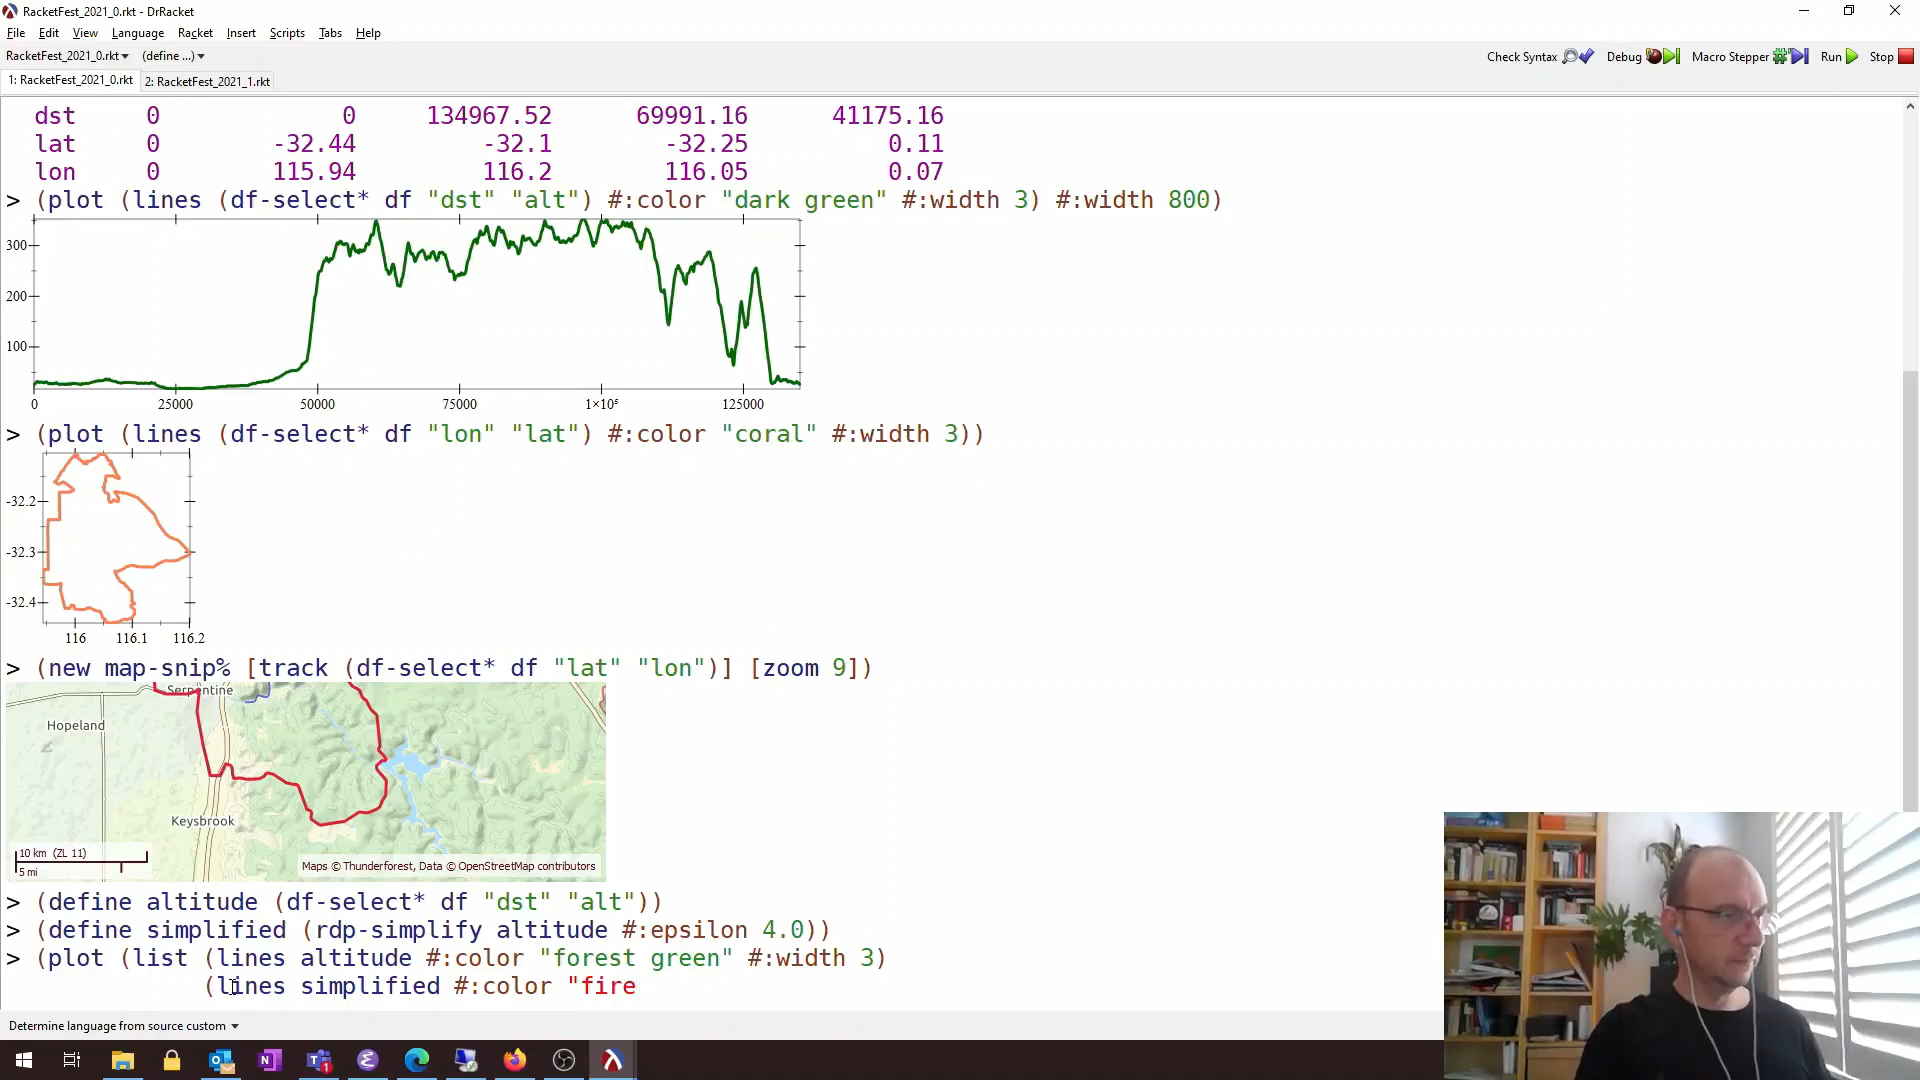 RacketFest_2021_0.rkt - DrRacket
File Edit View Language Racket Insert Scripts Tabs Help
RacketFest_2021_0.rkt (define ...) Check Syntax Debug Macro Stepper Run Stop
1: RacketFest_2021_0.rkt 2: RacketFest_2021_1.rkt
dst 0 0 134967.52 69991.16 41175.16
lat 0 -32.44 -32.1 -32.25 0.11
lon 0 115.94 116.2 116.05 0.07
> (plot (lines (df-select* df "dst" "alt") #:color "dark green" #:width 3) #:width 800)
300
200
100
0 25000 50000 75000 1×10⁵ 125000
> (plot (lines (df-select* df "lon" "lat") #:color "coral" #:width 3))
-32.2
-32.3
-32.4
116 116.1 116.2
> (new map-snip% [track (df-select* df "lat" "lon")] [zoom 9])
Serpentine
Hopeland
Keysbrook
10 km (ZL 11)
5 mi
Maps © Thunderforest, Data © OpenStreetMap contributors
> (define altitude (df-select* df "dst" "alt"))
> (define simplified (rdp-simplify altitude #:epsilon 4.0))
> (plot (list (lines altitude #:color "forest green" #:width 3)
(lines simplified #:color "fire
Determine language from source custom